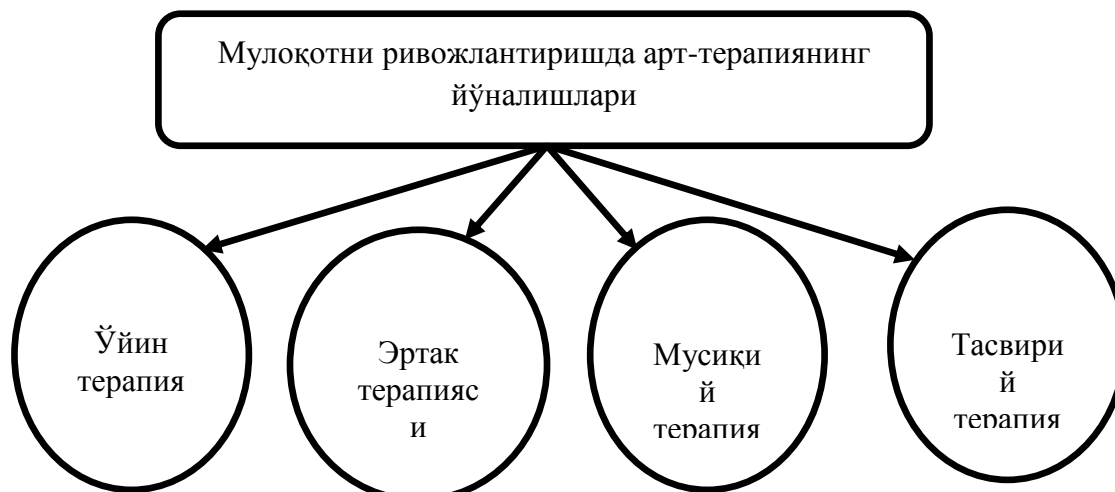 Мулоқотни ривожлантиришда арт-терапиянинг
йўналишлари
Ўйин
терапия
Эртак
терапияс
и
Мусиқи
й
терапия
Тасвири
й
терапия